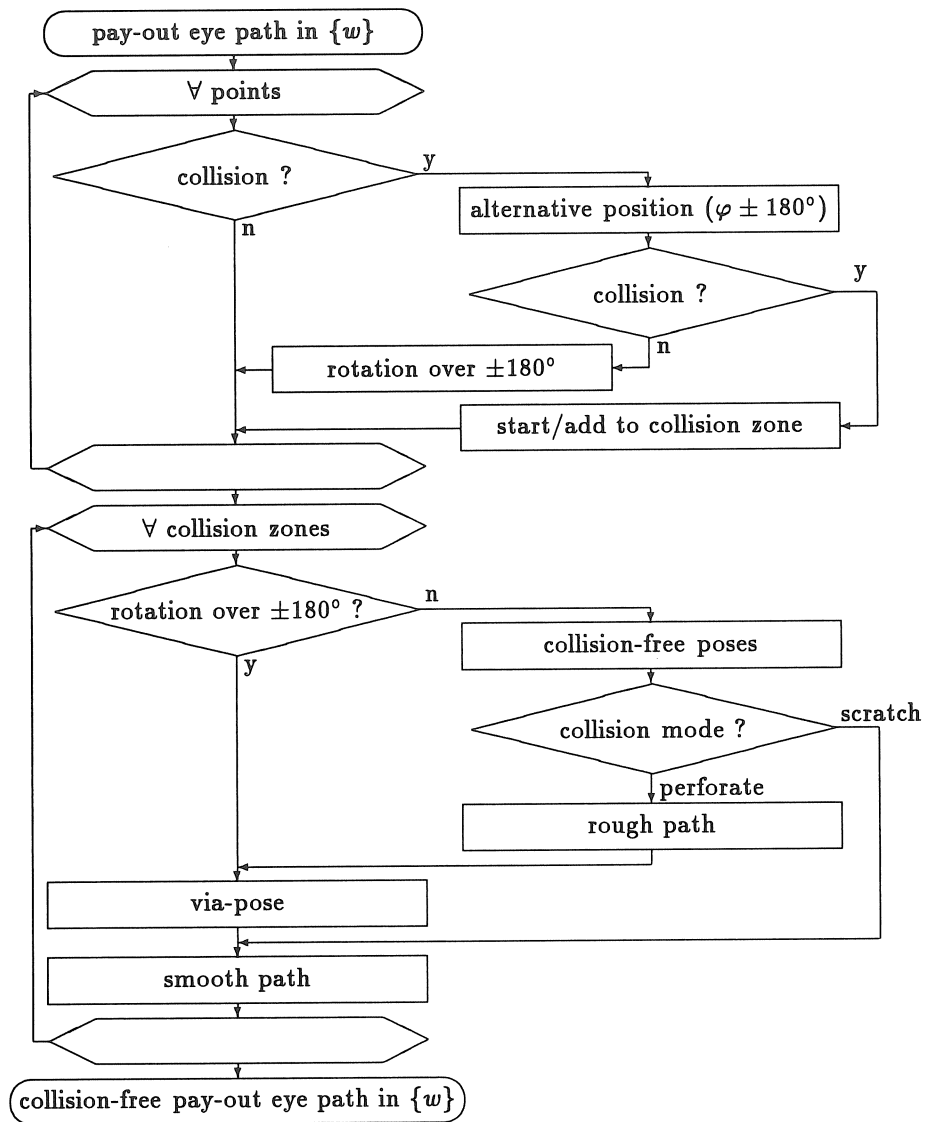 pay-out eye path in {w}
∀ points
collision ?
y
n
alternative position (φ ± 180°)
collision ?
y
n
rotation over ±180°
start/add to collision zone
∀ collision zones
rotation over ±180° ?
n
y
collision-free poses
collision mode ?
scratch
perforate
rough path
via-pose
smooth path
collision-free pay-out eye path in {w}